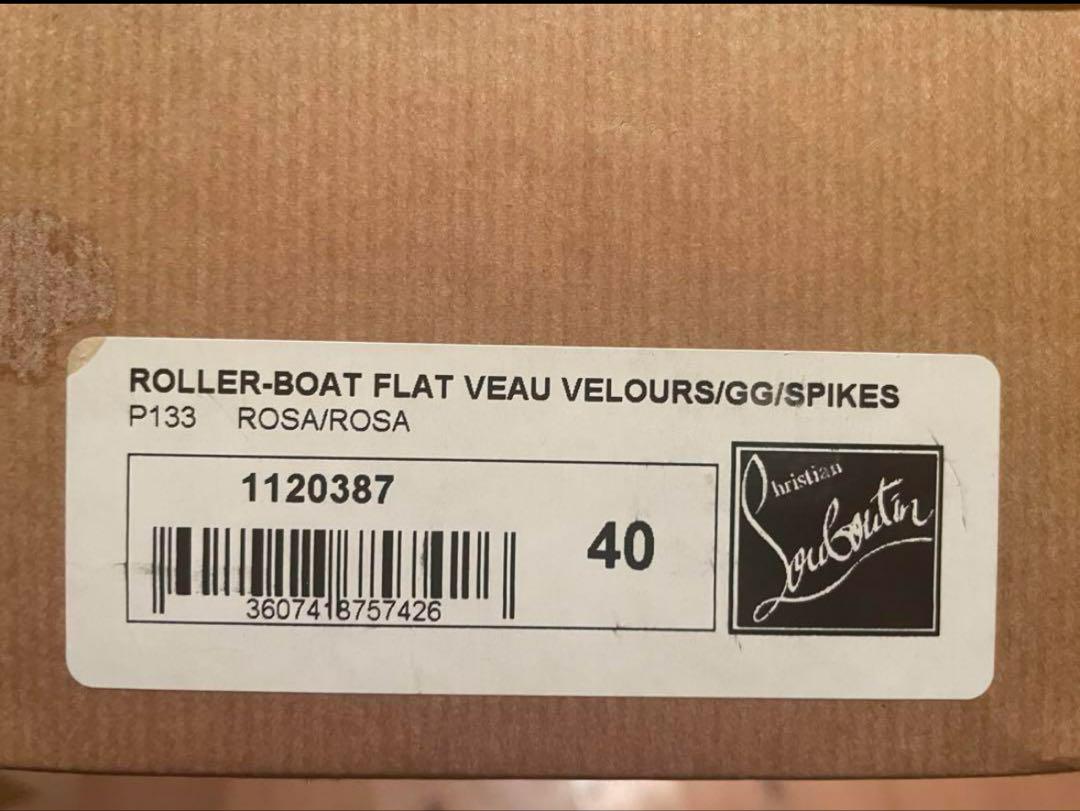 ROLLER-BOAT FLAT VEAU VELOURS/GG/SPIKES
P133 ROSA/ROSA
1120387
40
3607418757426
Christian
Louboutin